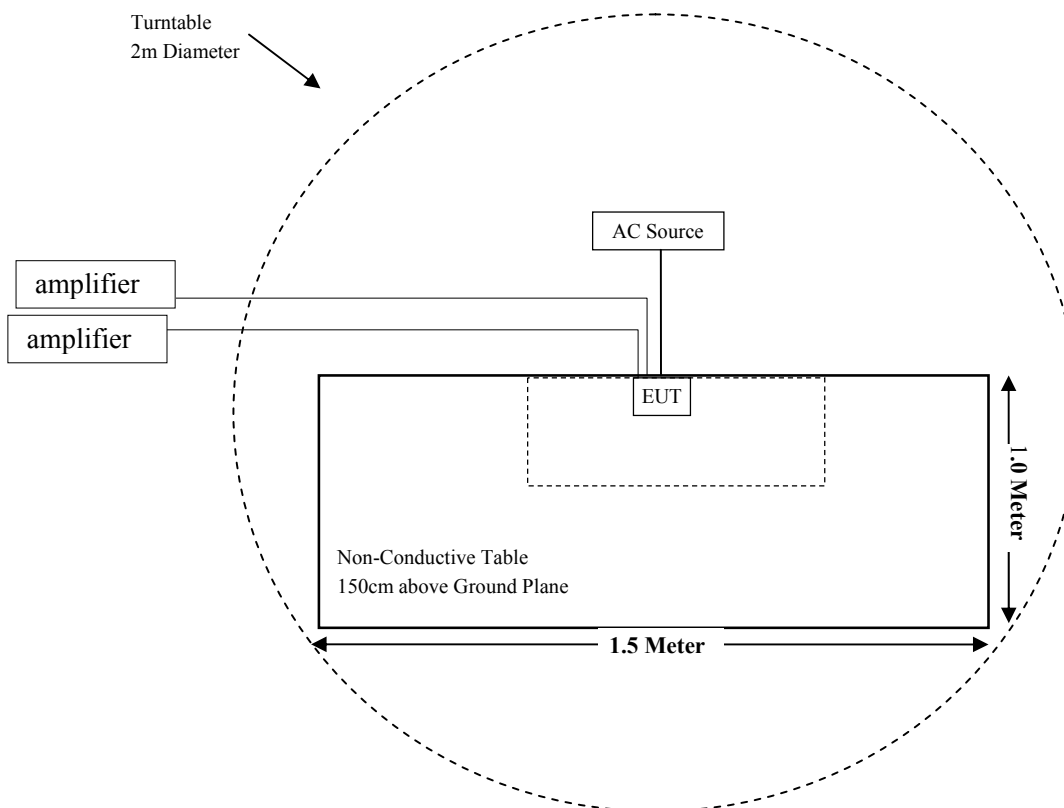 Turntable
2m Diameter
AC Source
amplifier
amplifier
EUT
1.0 Meter
Non-Conductive Table
150cm above Ground Plane
1.5 Meter